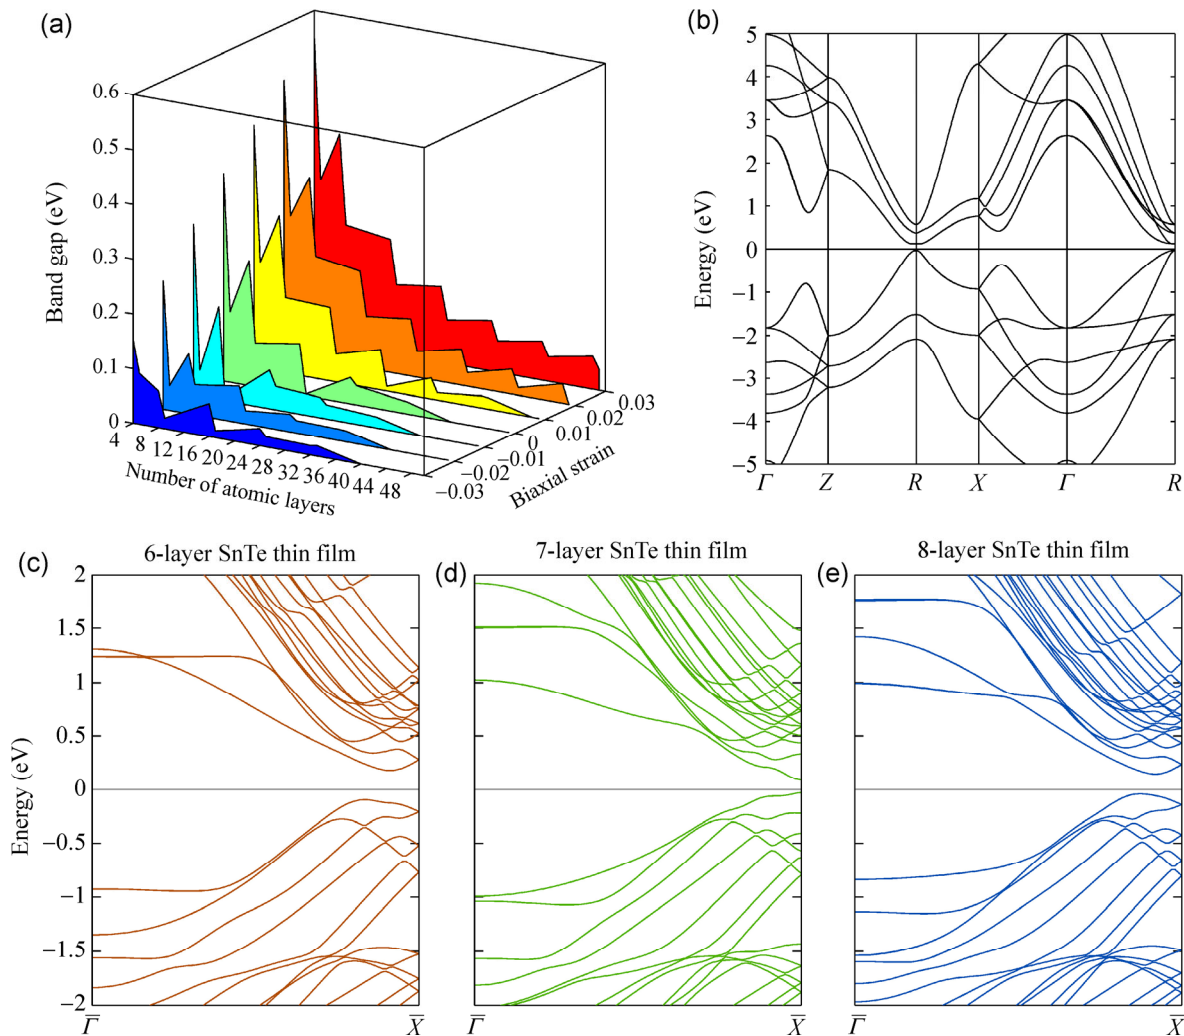 (a)
0.6
0.5
0.4
0.3
0.2
0.1
0
Band gap (eV)
4 8 12 16 20 24 28 32 36 40 44 48
Number of atomic layers
−0.03 −0.02 −0.01 0 0.01 0.02 0.03
Biaxial strain
(b)
5
4
3
2
1
0
−1
−2
−3
−4
−5
Energy (eV)
Γ Z R X Γ R
(c) 6-layer SnTe thin film
2
1.5
1
0.5
0
−0.5
−1
−1.5
−2
Energy (eV)
Γ̅ X̅
(d) 7-layer SnTe thin film
Γ̅ X̅
(e) 8-layer SnTe thin film
Γ̅ X̅